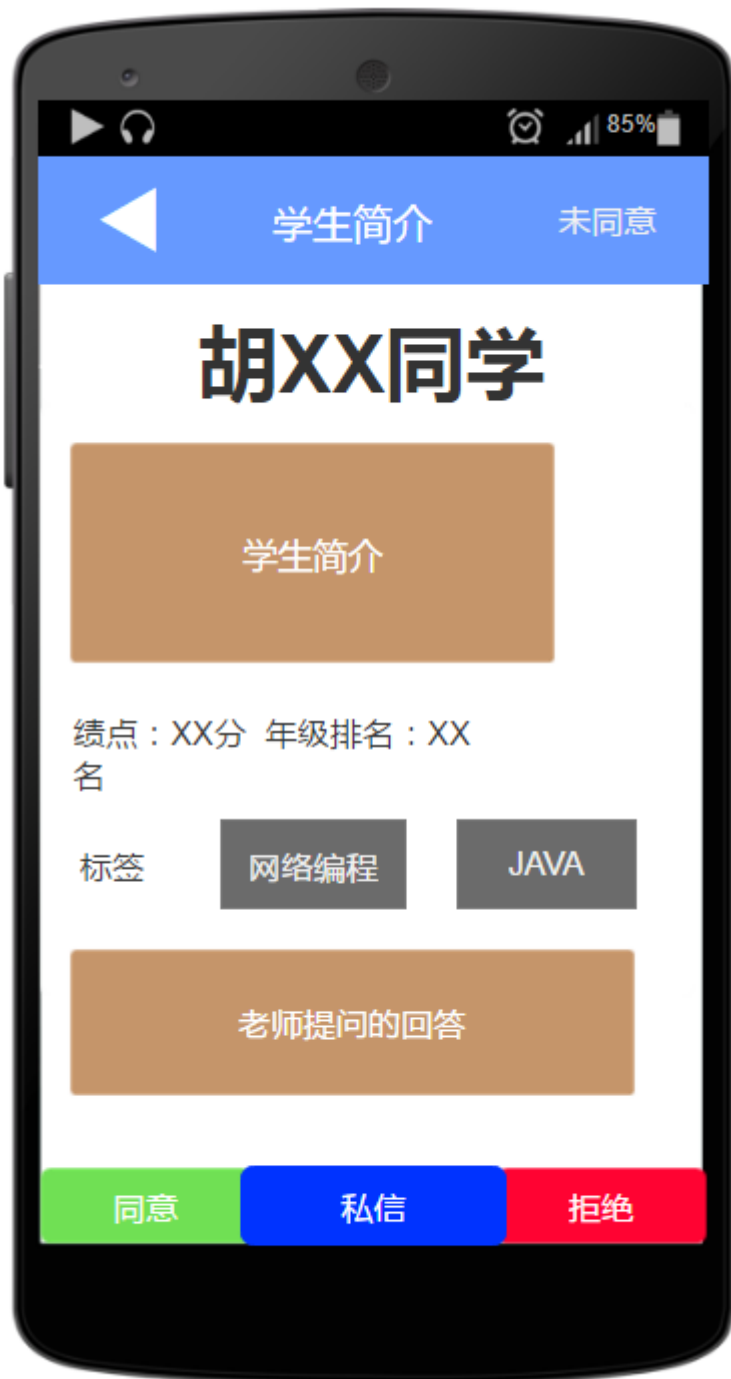 85%
学生简介 未同意
胡XX同学
学生简介
绩点：XX分 年级排名：XX
名
标签 网络编程 JAVA
老师提问的回答
同意 私信 拒绝